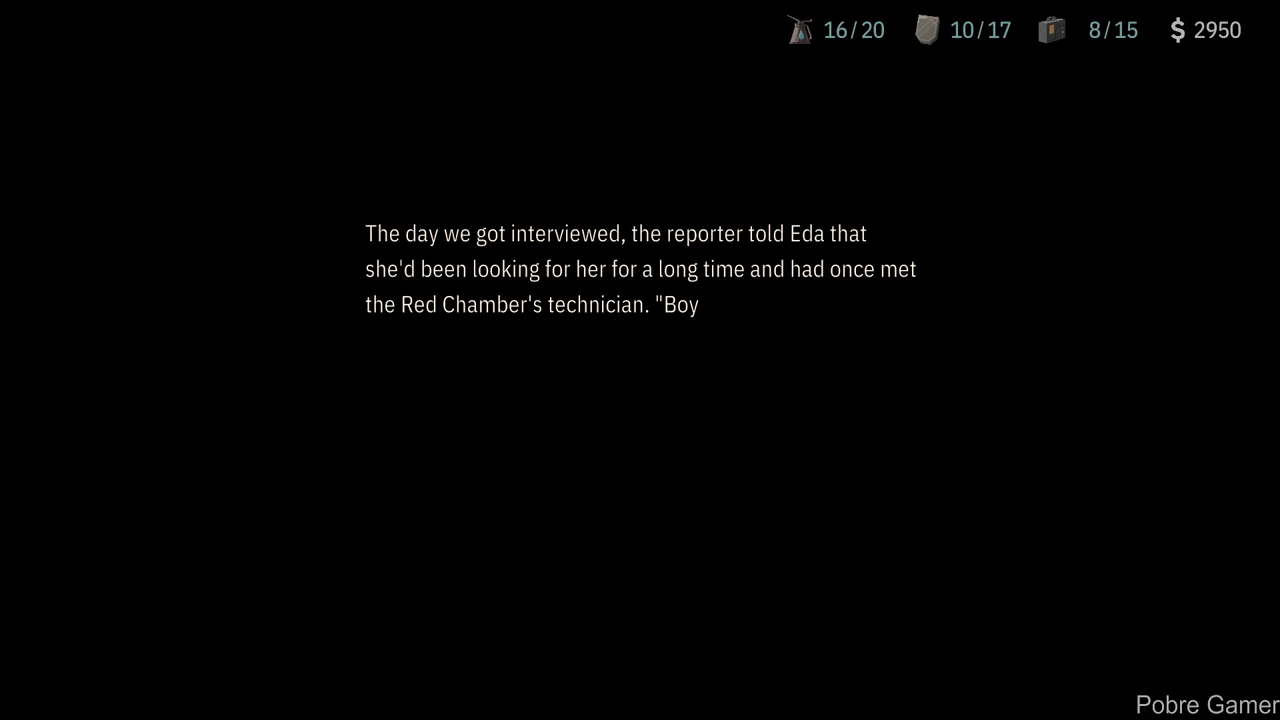 16/20 10/17 8/15 $ 2950
The day we got interviewed, the reporter told Eda that
she'd been looking for her for a long time and had once met
the Red Chamber's technician. "Boy
Pobre Gamer